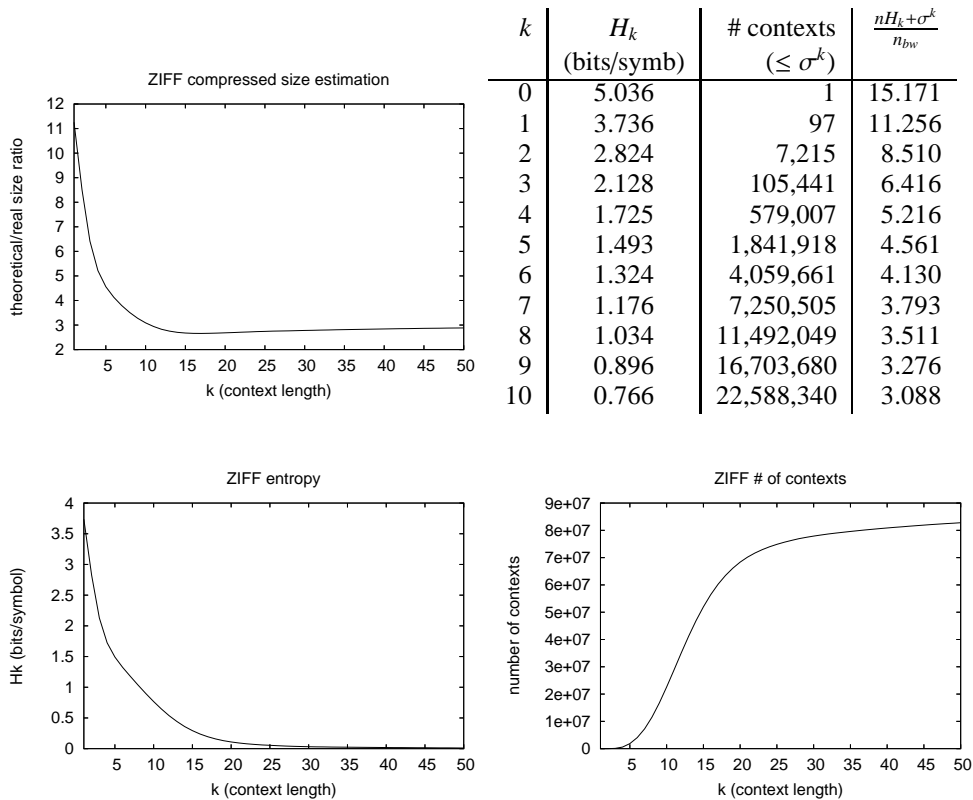 ZIFF compressed size estimation
12
11
10
9
8
7
6
5
4
3
2
theoretical/real size ratio
5 10 15 20 25 30 35 40 45 50
k (context length)
k H_k # contexts \frac{nH_k+σ^k}{n_{bw}}
(bits/symb) (≤ σ^k)
0 5.036 1 15.171
1 3.736 97 11.256
2 2.824 7,215 8.510
3 2.128 105,441 6.416
4 1.725 579,007 5.216
5 1.493 1,841,918 4.561
6 1.324 4,059,661 4.130
7 1.176 7,250,505 3.793
8 1.034 11,492,049 3.511
9 0.896 16,703,680 3.276
10 0.766 22,588,340 3.088
ZIFF entropy
4
3.5
3
2.5
2
1.5
1
0.5
0
Hk (bits/symbol)
5 10 15 20 25 30 35 40 45 50
k (context length)
ZIFF # of contexts
9e+07
8e+07
7e+07
6e+07
5e+07
4e+07
3e+07
2e+07
1e+07
0
number of contexts
5 10 15 20 25 30 35 40 45 50
k (context length)